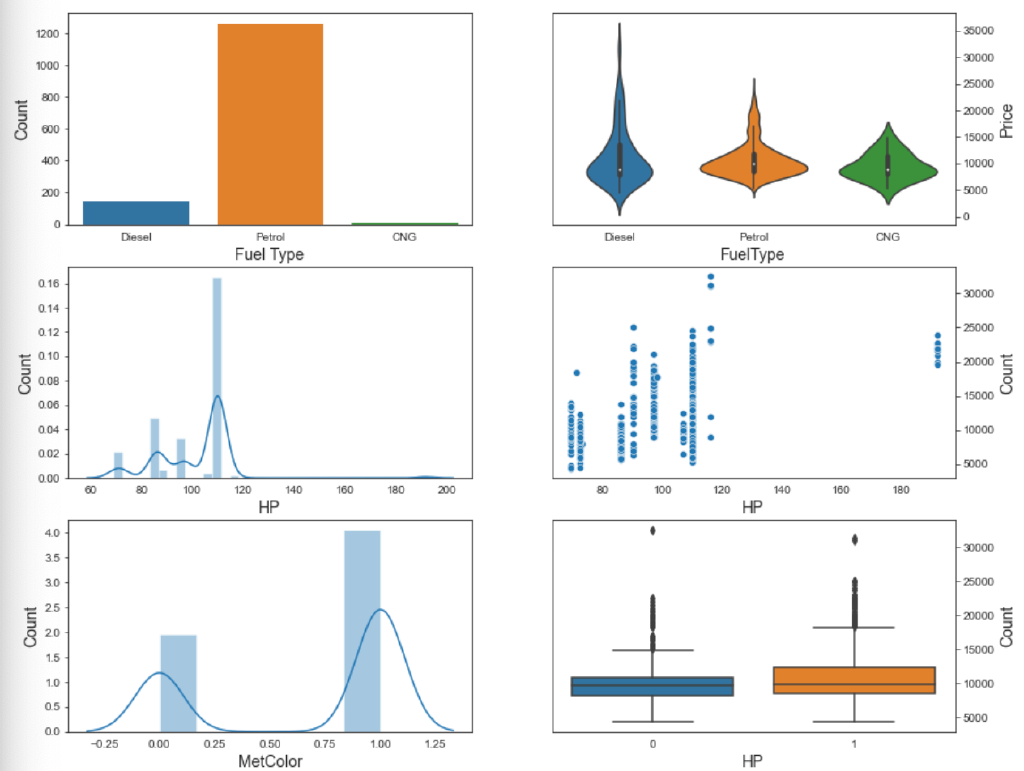 1200
1000
800
600
400
200
0
Count
Diesel Petrol CNG
Fuel Type
35000
30000
25000
20000
15000
10000
5000
0
Price
Diesel Petrol CNG
FuelType
0.16
0.14
0.12
0.10
0.08
0.06
0.04
0.02
0.00
Count
60 80 100 120 140 160 180 200
HP
30000
25000
20000
15000
10000
5000
Count
80 100 120 140 160 180
HP
4.0
3.5
3.0
2.5
2.0
1.5
1.0
0.5
0.0
Count
−0.25 0.00 0.25 0.50 0.75 1.00 1.25
MetColor
30000
25000
20000
15000
10000
5000
Count
0 1
HP